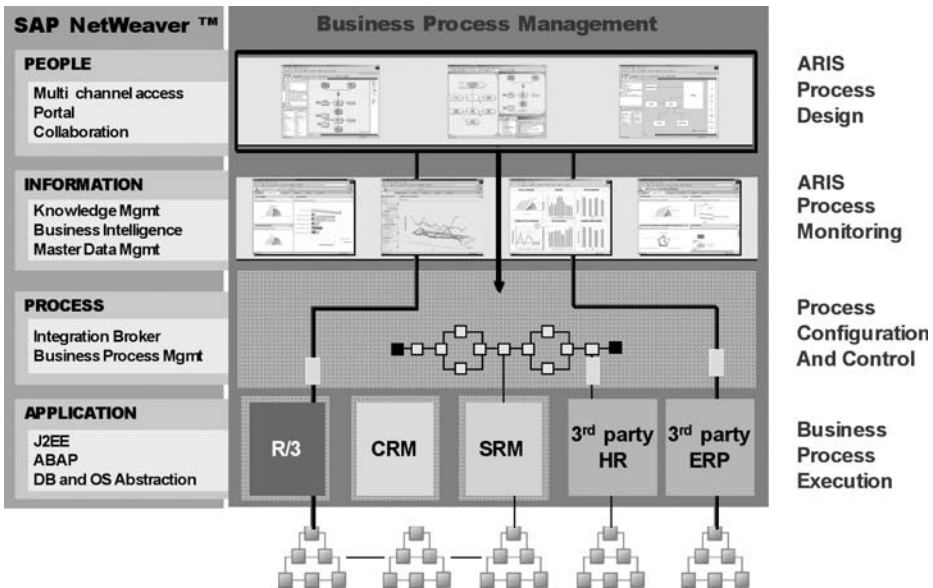 SAP NetWeaver ™
Business Process Management
PEOPLE
Multi channel access
Portal
Collaboration
ARIS
Process
Design
INFORMATION
Knowledge Mgmt
Business Intelligence
Master Data Mgmt
ARIS
Process
Monitoring
PROCESS
Integration Broker
Business Process Mgmt
Process
Configuration
And Control
APPLICATION
J2EE
ABAP
DB and OS Abstraction
R/3
CRM
SRM
3rd party
HR
3rd party
ERP
Business
Process
Execution